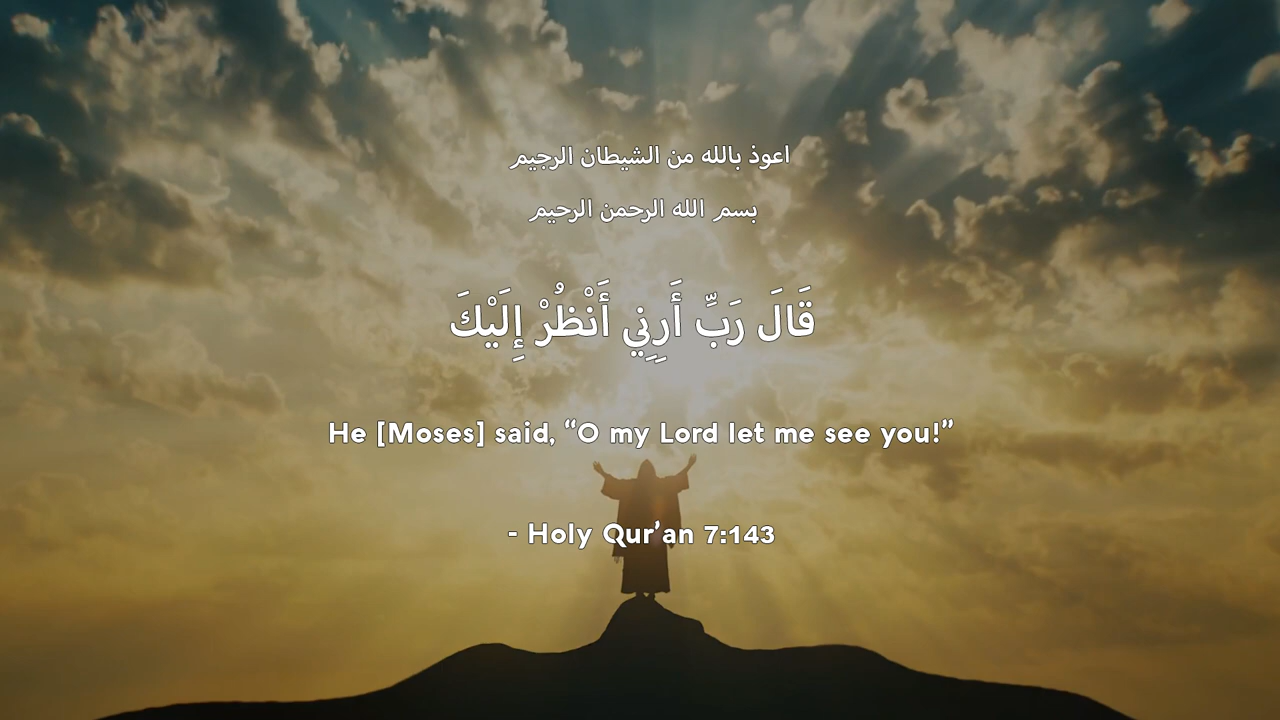 اعوذ بالله من الشيطان الرجيم
بسم الله الرحمن الرحيم
قَالَ رَبِّ أَرِنِي أَنْظُرْ إِلَيْكَ
He [Moses] said, “O my Lord let me see you!”
- Holy Qur’an 7:143